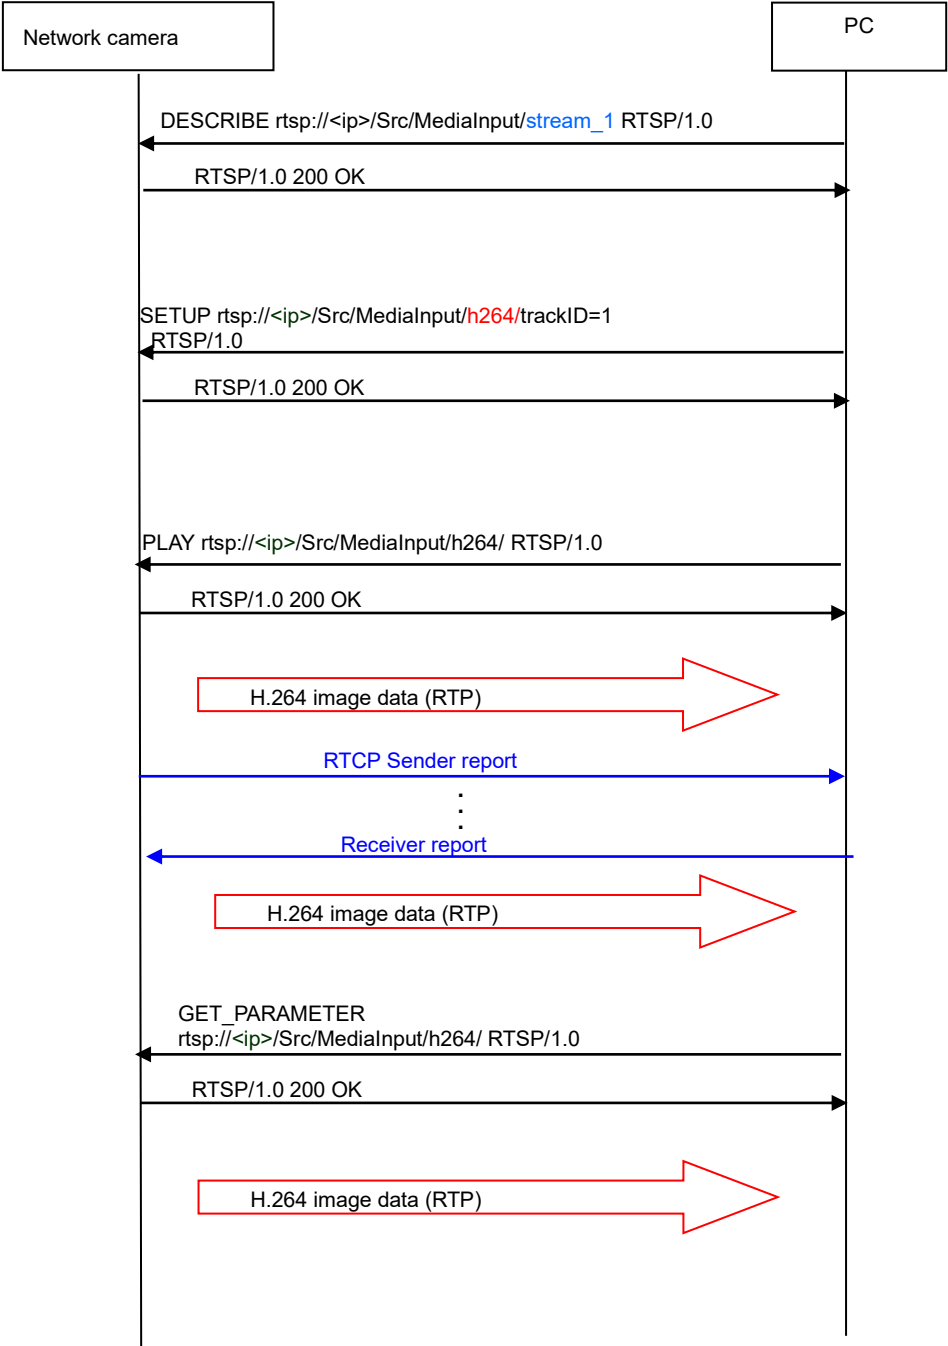 Network camera
PC
DESCRIBE rtsp://<ip>/Src/MediaInput/stream_1 RTSP/1.0
RTSP/1.0 200 OK
SETUP rtsp://<ip>/Src/MediaInput/h264/trackID=1
RTSP/1.0
RTSP/1.0 200 OK
PLAY rtsp://<ip>/Src/MediaInput/h264/ RTSP/1.0
RTSP/1.0 200 OK
H.264 image data (RTP)
RTCP Sender report
.
.
.
Receiver report
H.264 image data (RTP)
GET_PARAMETER
rtsp://<ip>/Src/MediaInput/h264/ RTSP/1.0
RTSP/1.0 200 OK
H.264 image data (RTP)